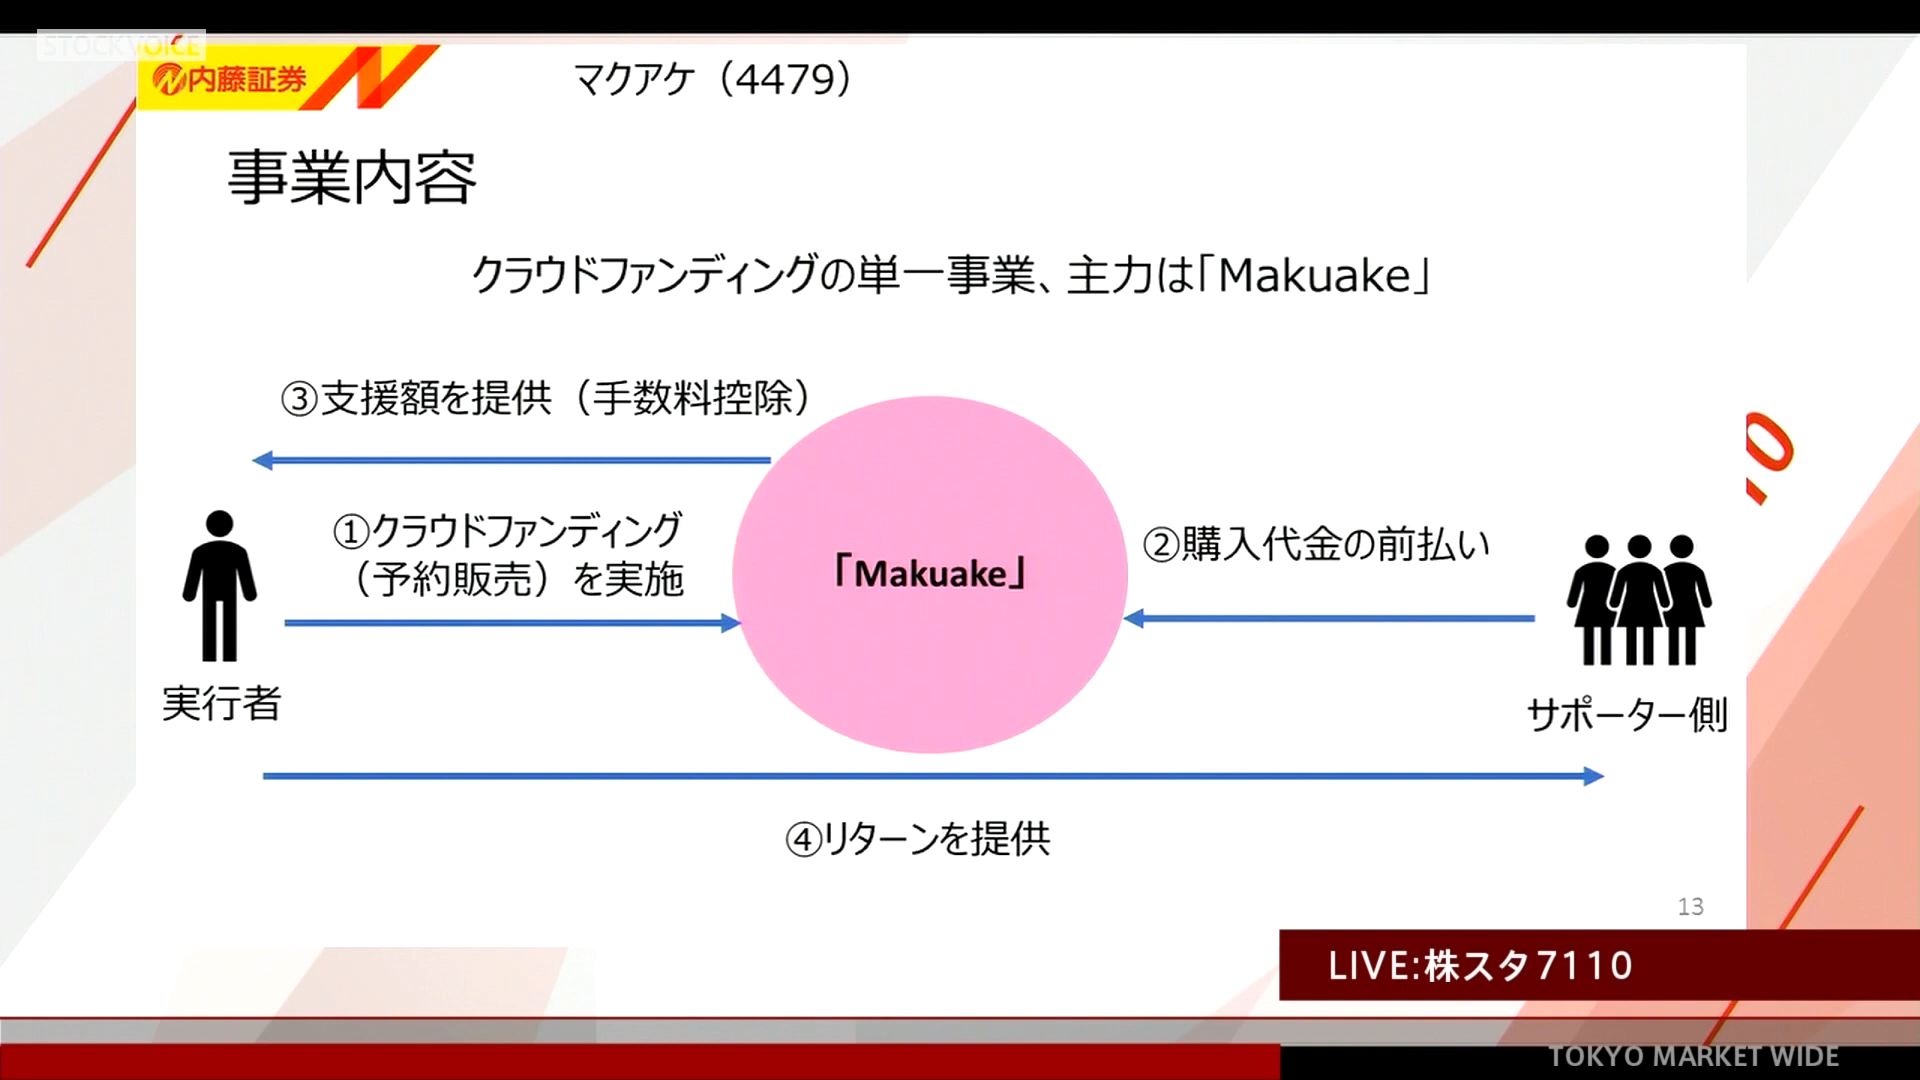 STOCKVOICE
内藤証券
マクアケ（4479）
事業内容
クラウドファンディングの単一事業、主力は「Makuake」
③支援額を提供（手数料控除）
①クラウドファンディング
（予約販売）を実施
「Makuake」
②購入代金の前払い
実行者
サポーター側
④リターンを提供
13
10
LIVE:株スタ7110
TOKYO MARKET WIDE